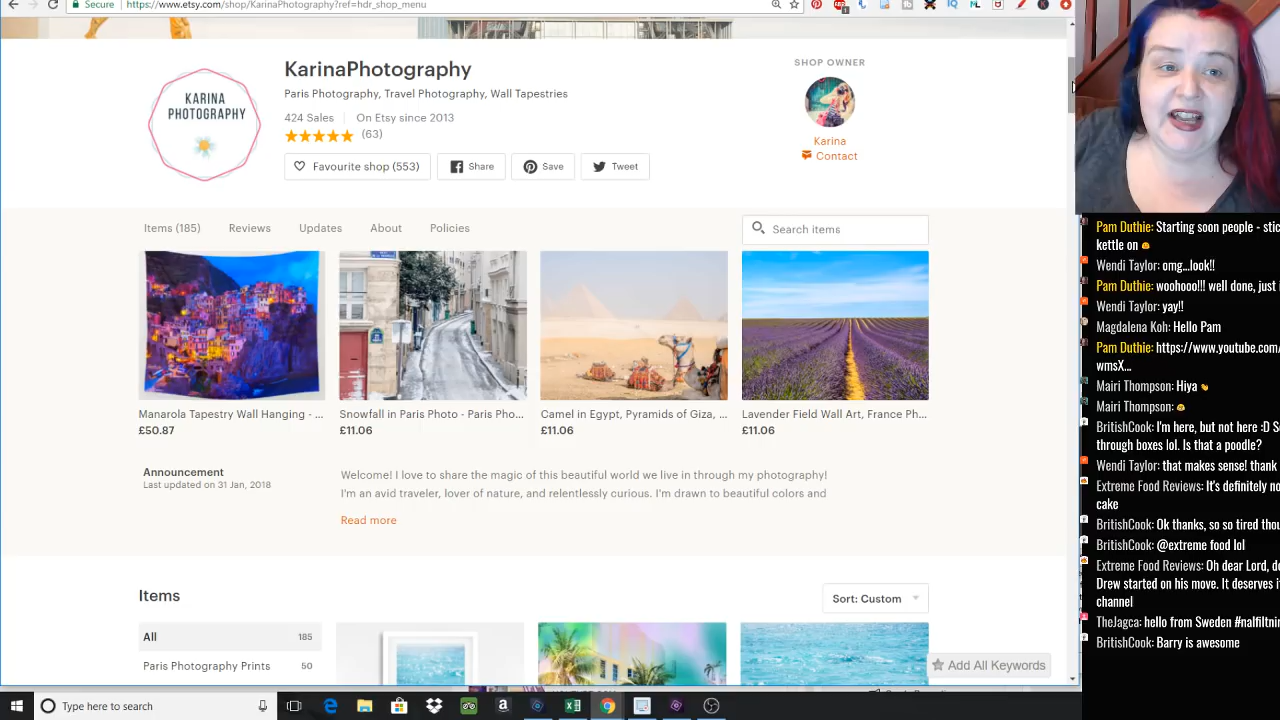 Secure
https://www.etsy.com/shop/KarinaPhotography?ref=hdr_shop_menu
KARINA
PHOTOGRAPHY
KarinaPhotography
Paris Photography, Travel Photography, Wall Tapestries
424 Sales | On Etsy since 2013
(63)
Favourite shop (553)
Share
Save
Tweet
SHOP OWNER
Karina
Contact
Items (185)
Reviews
Updates
About
Policies
Search items
Manarola Tapestry Wall Hanging - ...
£50.87
Snowfall in Paris Photo - Paris Pho...
£11.06
Camel in Egypt, Pyramids of Giza, ...
£11.06
Lavender Field Wall Art, France Ph...
£11.06
Announcement
Last updated on 31 Jan, 2018
Welcome! I love to share the magic of this beautiful world we live in through my photography!
I'm an avid traveler, lover of nature, and relentlessly curious. I'm drawn to beautiful colors and
Read more
Items
Sort: Custom
All 185
Paris Photography Prints 50
Add All Keywords
Type here to search
Pam Duthie: Starting soon people - stic
kettle on
Wendi Taylor: omg...look!!
Pam Duthie: woohooo!!! well done, just i
Wendi Taylor: yay!!
Magdalena Koh: Hello Pam
Pam Duthie: https://www.youtube.com/
wmsX...
Mairi Thompson: Hiya
Mairi Thompson:
BritishCook: I'm here, but not here :D S
through boxes lol. Is that a poodle?
Wendi Taylor: that makes sense! thank
Extreme Food Reviews: It's definitely no
cake
BritishCook: Ok thanks, so so tired thou
BritishCook: @extreme food lol
Extreme Food Reviews: Oh dear Lord, de
Drew started on his move. It deserves it
channel
TheJagca: hello from Sweden #nalfiltnin
BritishCook: Barry is awesome